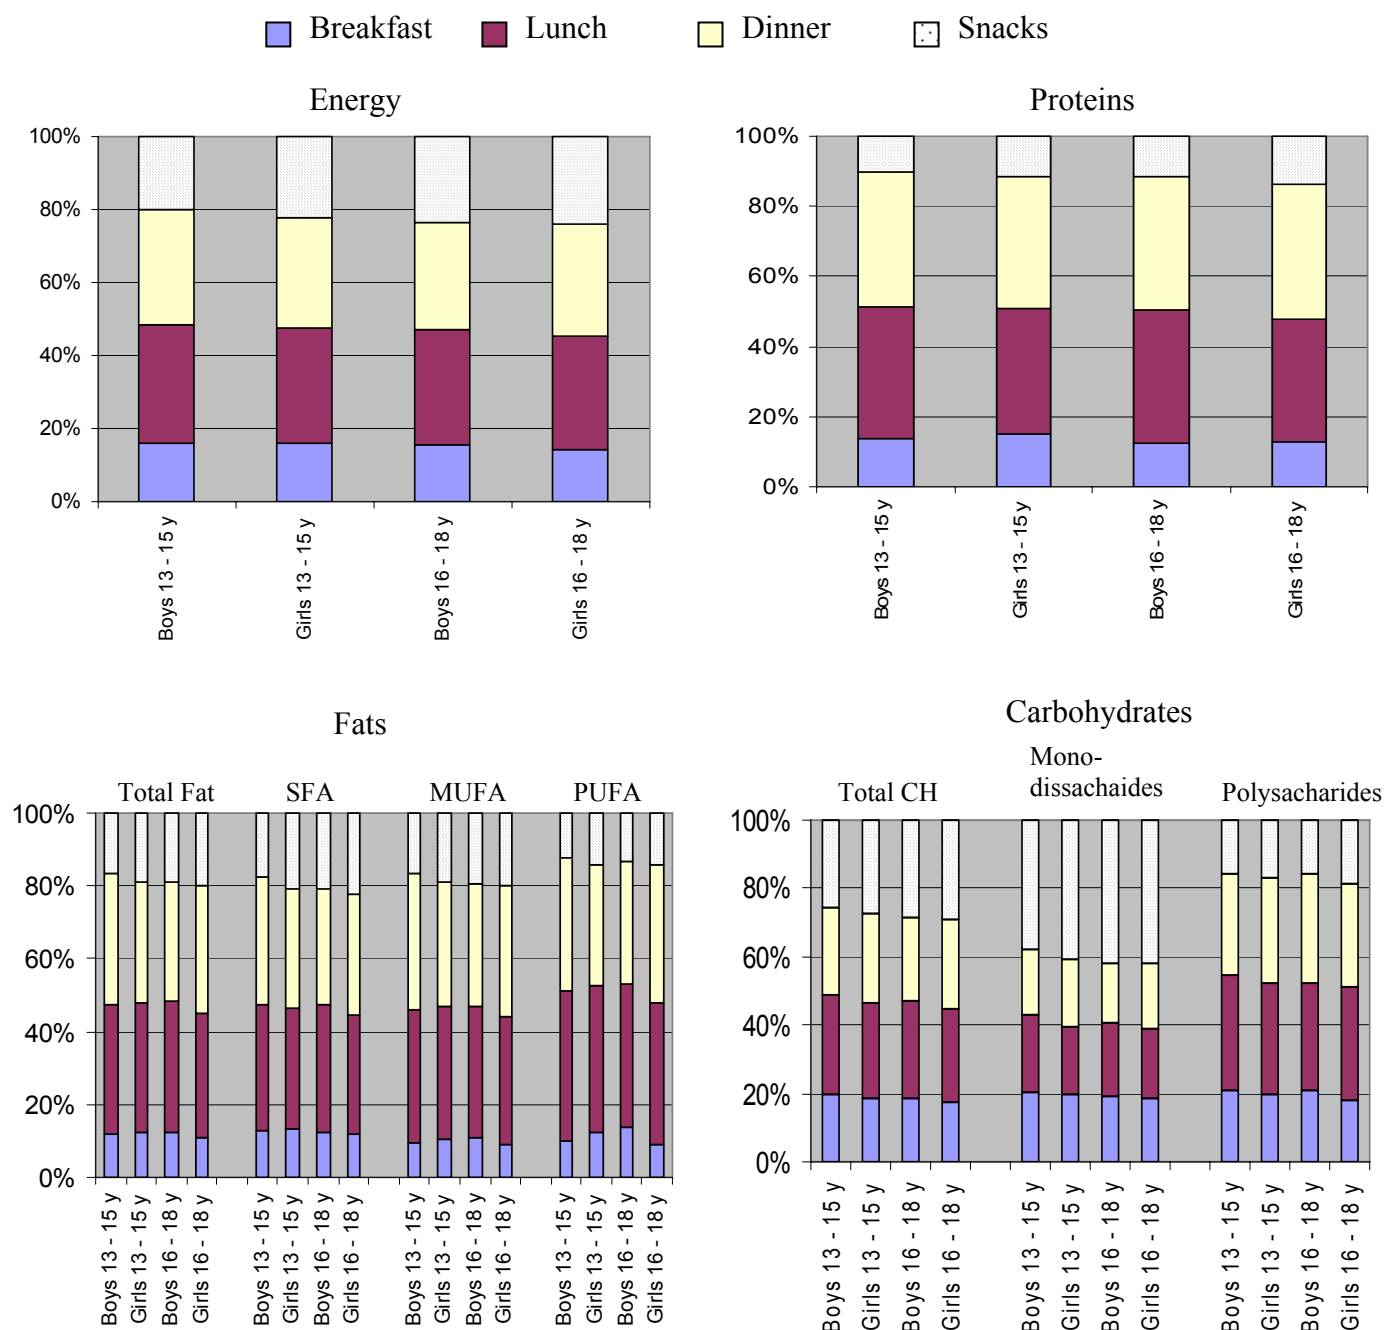 Breakfast Lunch Dinner Snacks
Energy
100%
80%
60%
40%
20%
0%
Boys 13 - 15 y
Girls 13 - 15 y
Boys 16 - 18 y
Girls 16 - 18 y
Proteins
100%
80%
60%
40%
20%
0%
Boys 13 - 15 y
Girls 13 - 15 y
Boys 16 - 18 y
Girls 16 - 18 y
Fats
Total Fat SFA MUFA PUFA
100%
80%
60%
40%
20%
0%
Boys 13 - 15 y
Girls 13 - 15 y
Boys 16 - 18 y
Girls 16 - 18 y
Boys 13 - 15 y
Girls 13 - 15 y
Boys 16 - 18 y
Girls 16 - 18 y
Boys 13 - 15 y
Girls 13 - 15 y
Boys 16 - 18 y
Girls 16 - 18 y
Boys 13 - 15 y
Girls 13 - 15 y
Boys 16 - 18 y
Girls 16 - 18 y
Carbohydrates
Total CH
Mono-
dissachaides
Polysacharides
100%
80%
60%
40%
20%
0%
Boys 13 - 15 y
Girls 13 - 15 y
Boys 16 - 18 y
Girls 16 - 18 y
Boys 13 - 15 y
Girls 13 - 15 y
Boys 16 - 18 y
Girls 16 - 18 y
Boys 13 - 15 y
Girls 13 - 15 y
Boys 16 - 18 y
Girls 16 - 18 y